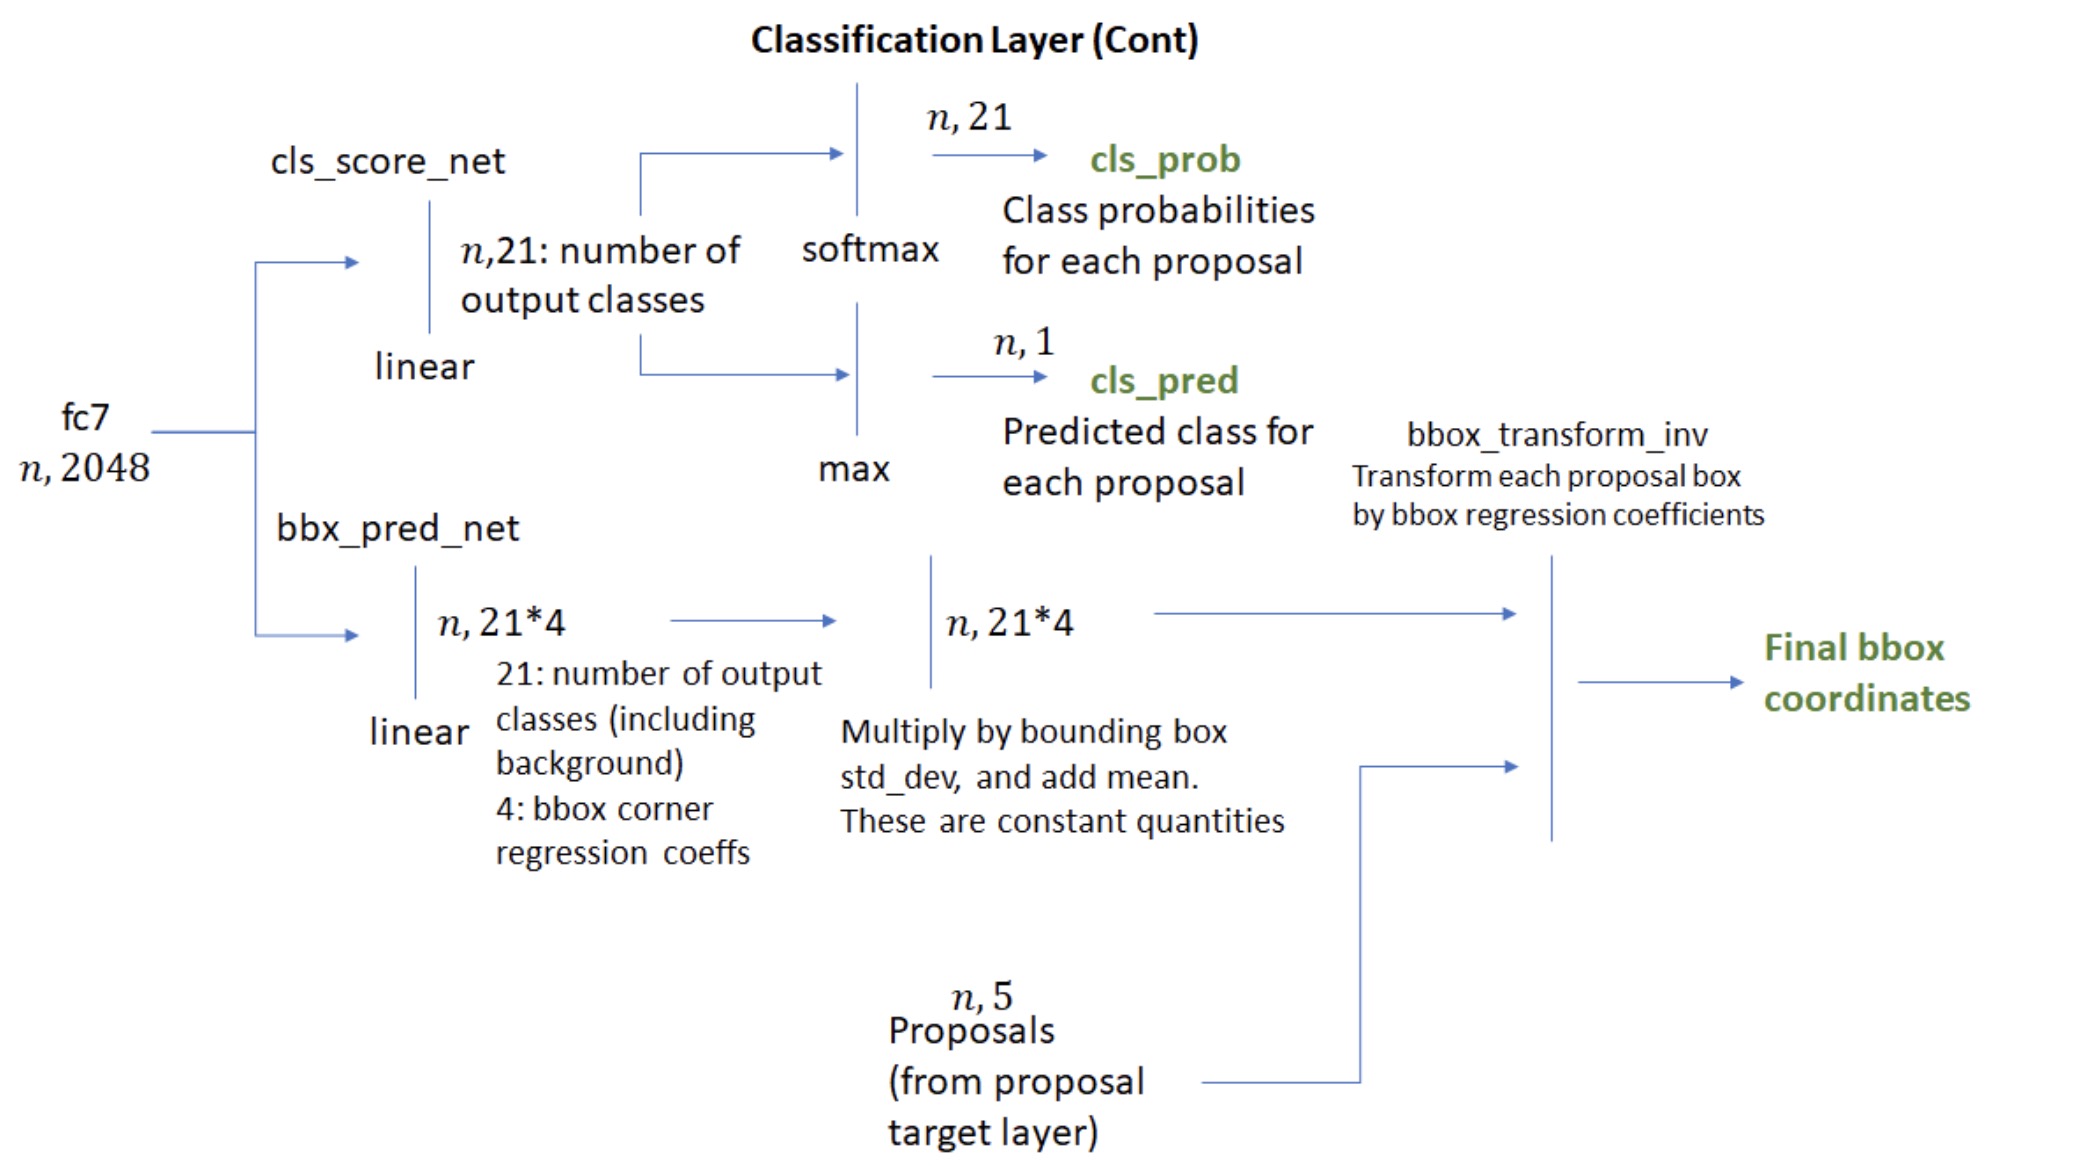 Classification Layer (Cont)
n, 21
cls_score_net
cls_prob
Class probabilities
for each proposal
n,21: number of
output classes
softmax
linear
n, 1
cls_pred
Predicted class for
each proposal
max
fc7
n, 2048
bbox_transform_inv
Transform each proposal box
by bbox regression coefficients
bbx_pred_net
n, 21*4
21: number of output
classes (including
background)
4: bbox corner
regression coeffs
linear
n, 21*4
Multiply by bounding box
std_dev, and add mean.
These are constant quantities
Final bbox
coordinates
n, 5
Proposals
(from proposal
target layer)